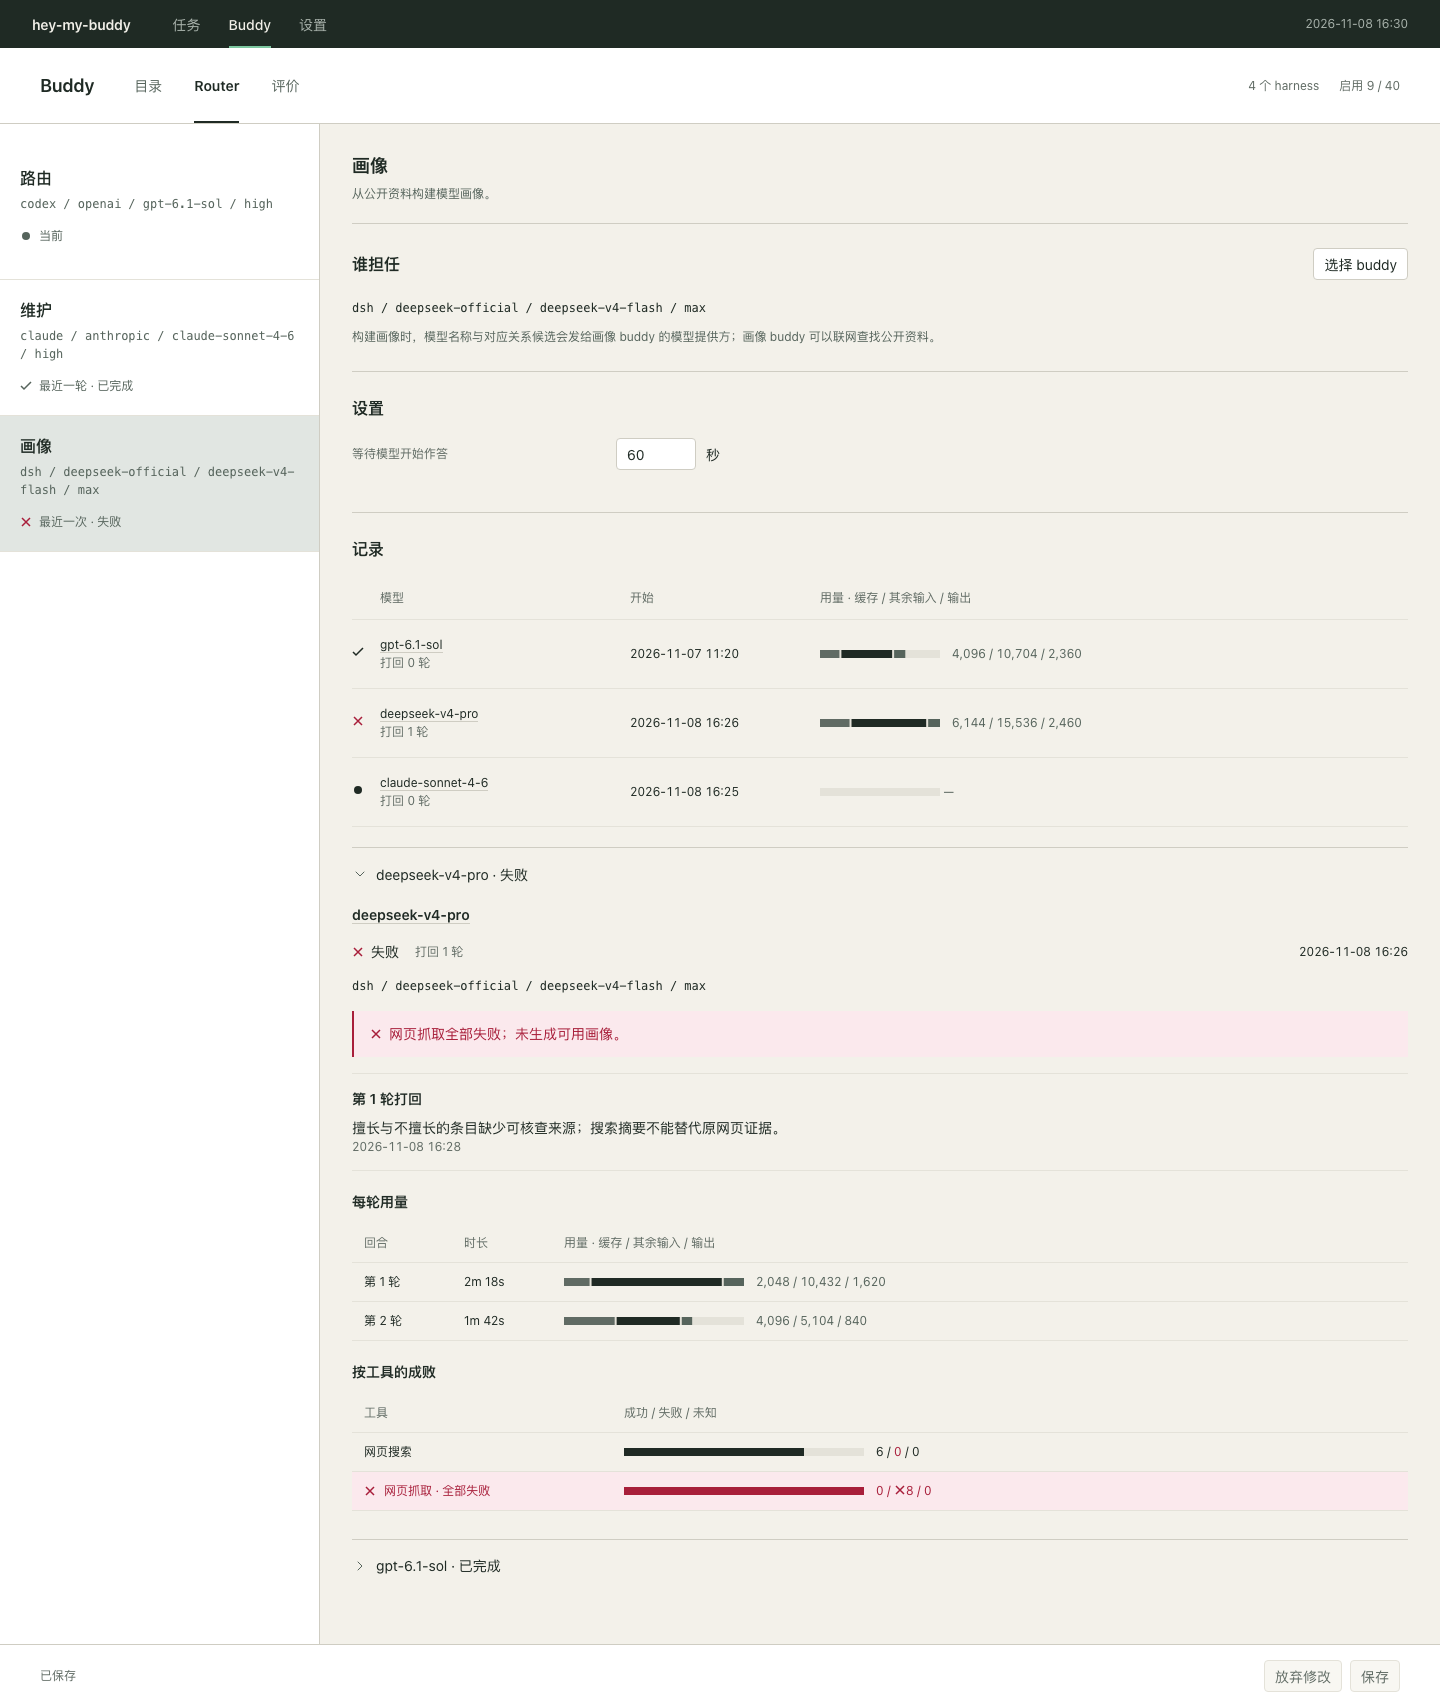 hey-my-buddy 任务 Buddy 设置 2026-11-08 16:30
Buddy 目录 Router 评价 4 个 harness 启用 9 / 40
路由
codex / openai / gpt-6.1-sol / high
当前
维护
claude / anthropic / claude-sonnet-4-6
/ high
最近一轮 · 已完成
画像
dsh / deepseek-official / deepseek-v4-
flash / max
最近一次 · 失败
画像
从公开资料构建模型画像。
谁担任 选择 buddy
dsh / deepseek-official / deepseek-v4-flash / max
构建画像时，模型名称与对应关系候选会发给画像 buddy 的模型提供方；画像 buddy 可以联网查找公开资料。
设置
等待模型开始作答 60 秒
记录
模型 开始 用量 · 缓存 / 其余输入 / 输出
gpt-6.1-sol 2026-11-07 11:20 4,096 / 10,704 / 2,360
打回 0 轮
deepseek-v4-pro 2026-11-08 16:26 6,144 / 15,536 / 2,460
打回 1 轮
claude-sonnet-4-6 2026-11-08 16:25 —
打回 0 轮
deepseek-v4-pro · 失败
deepseek-v4-pro
失败 打回 1 轮 2026-11-08 16:26
dsh / deepseek-official / deepseek-v4-flash / max
网页抓取全部失败；未生成可用画像。
第 1 轮打回
擅长与不擅长的条目缺少可核查来源；搜索摘要不能替代原网页证据。
2026-11-08 16:28
每轮用量
回合 时长 用量 · 缓存 / 其余输入 / 输出
第 1 轮 2m 18s 2,048 / 10,432 / 1,620
第 2 轮 1m 42s 4,096 / 5,104 / 840
按工具的成败
工具 成功 / 失败 / 未知
网页搜索 6 / 0 / 0
网页抓取 · 全部失败 0 / ✕8 / 0
gpt-6.1-sol · 已完成
已保存 放弃修改 保存